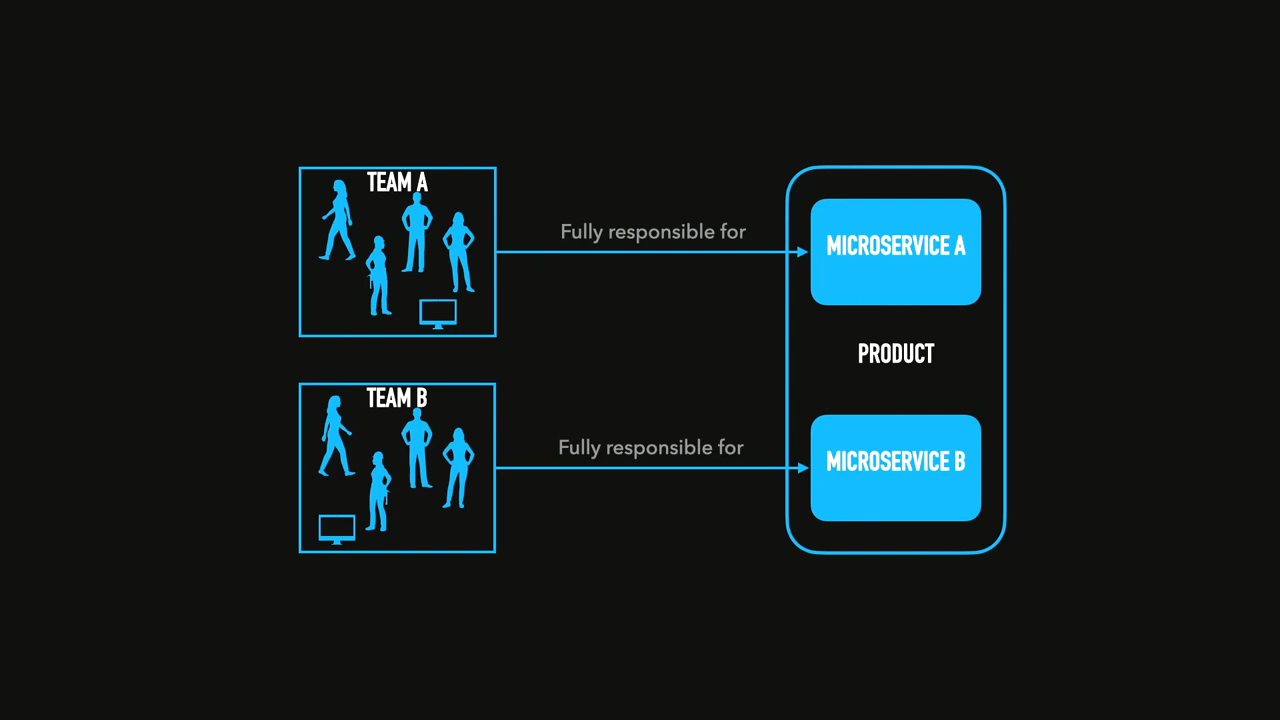 TEAM A
Fully responsible for
MICROSERVICE A
PRODUCT
TEAM B
Fully responsible for
MICROSERVICE B